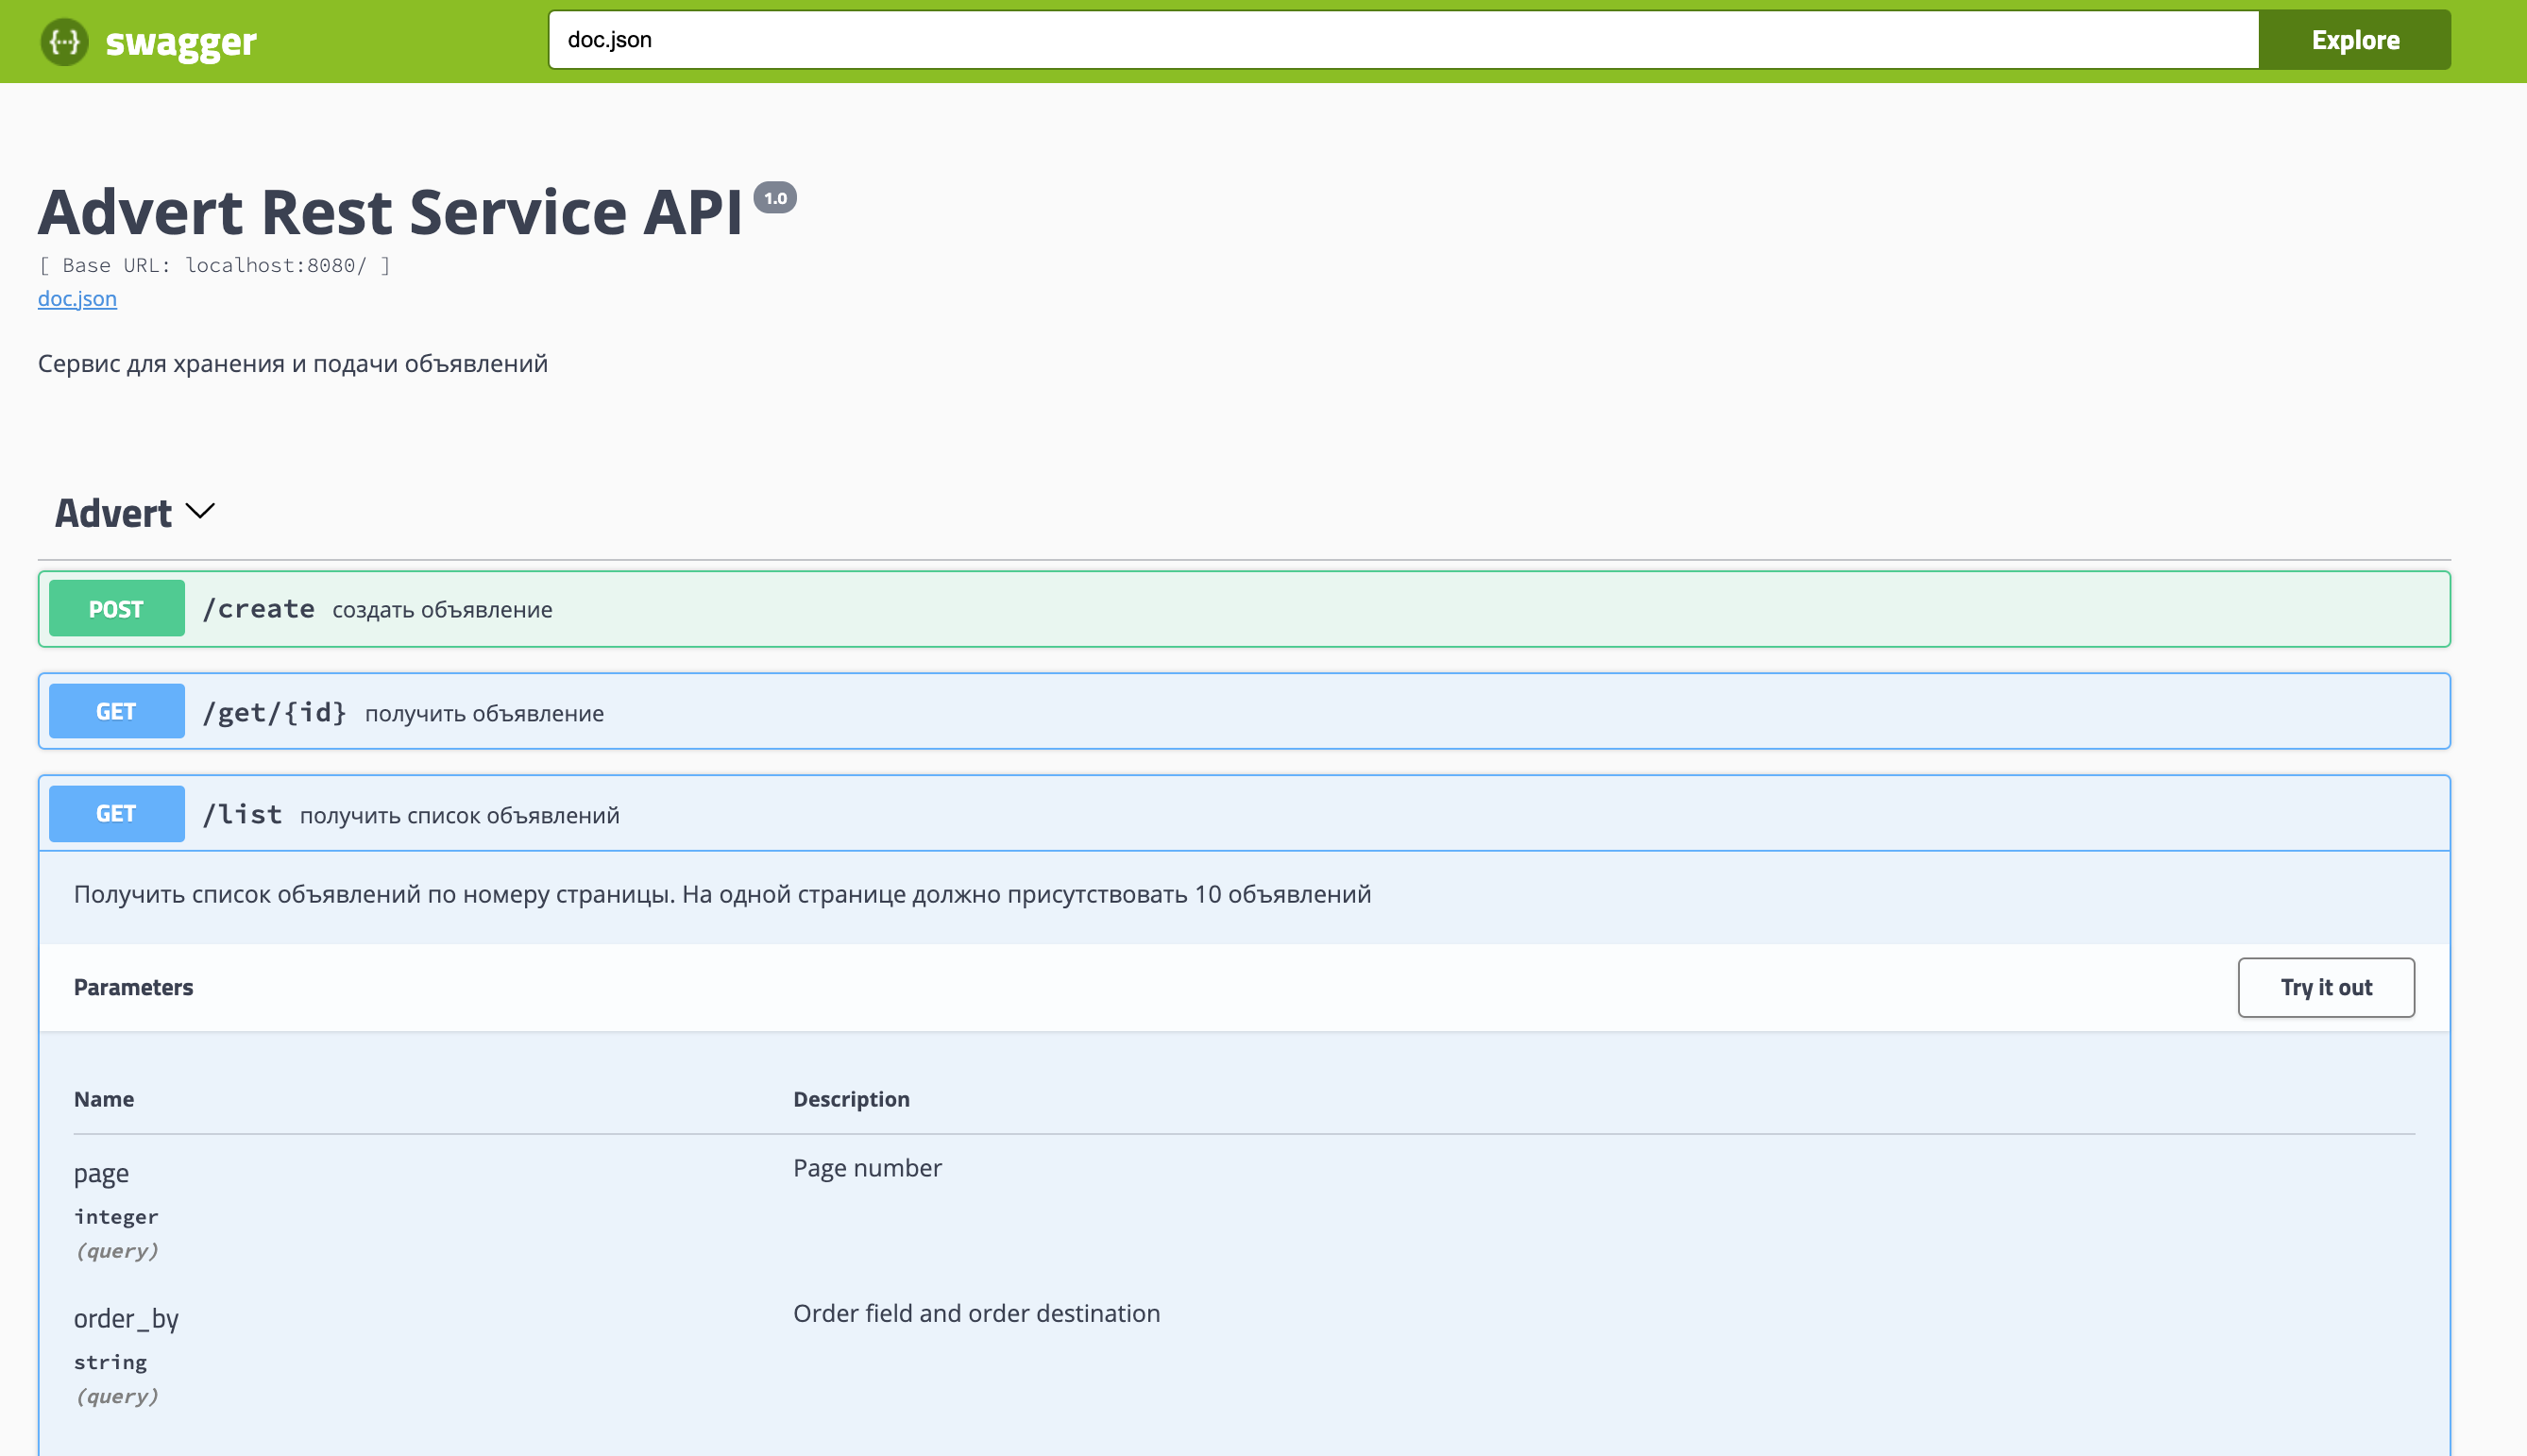 swagger
doc.json
Explore
Advert Rest Service API 1.0
[ Base URL: localhost:8080/ ]
doc.json
Сервис для хранения и подачи объявлений
Advert
POST /create создать объявление
GET /get/{id} получить объявление
GET /list получить список объявлений
Получить список объявлений по номеру страницы. На одной странице должно присутствовать 10 объявлений
Parameters
Try it out
Name Description
page Page number
integer
(query)
order_by Order field and order destination
string
(query)